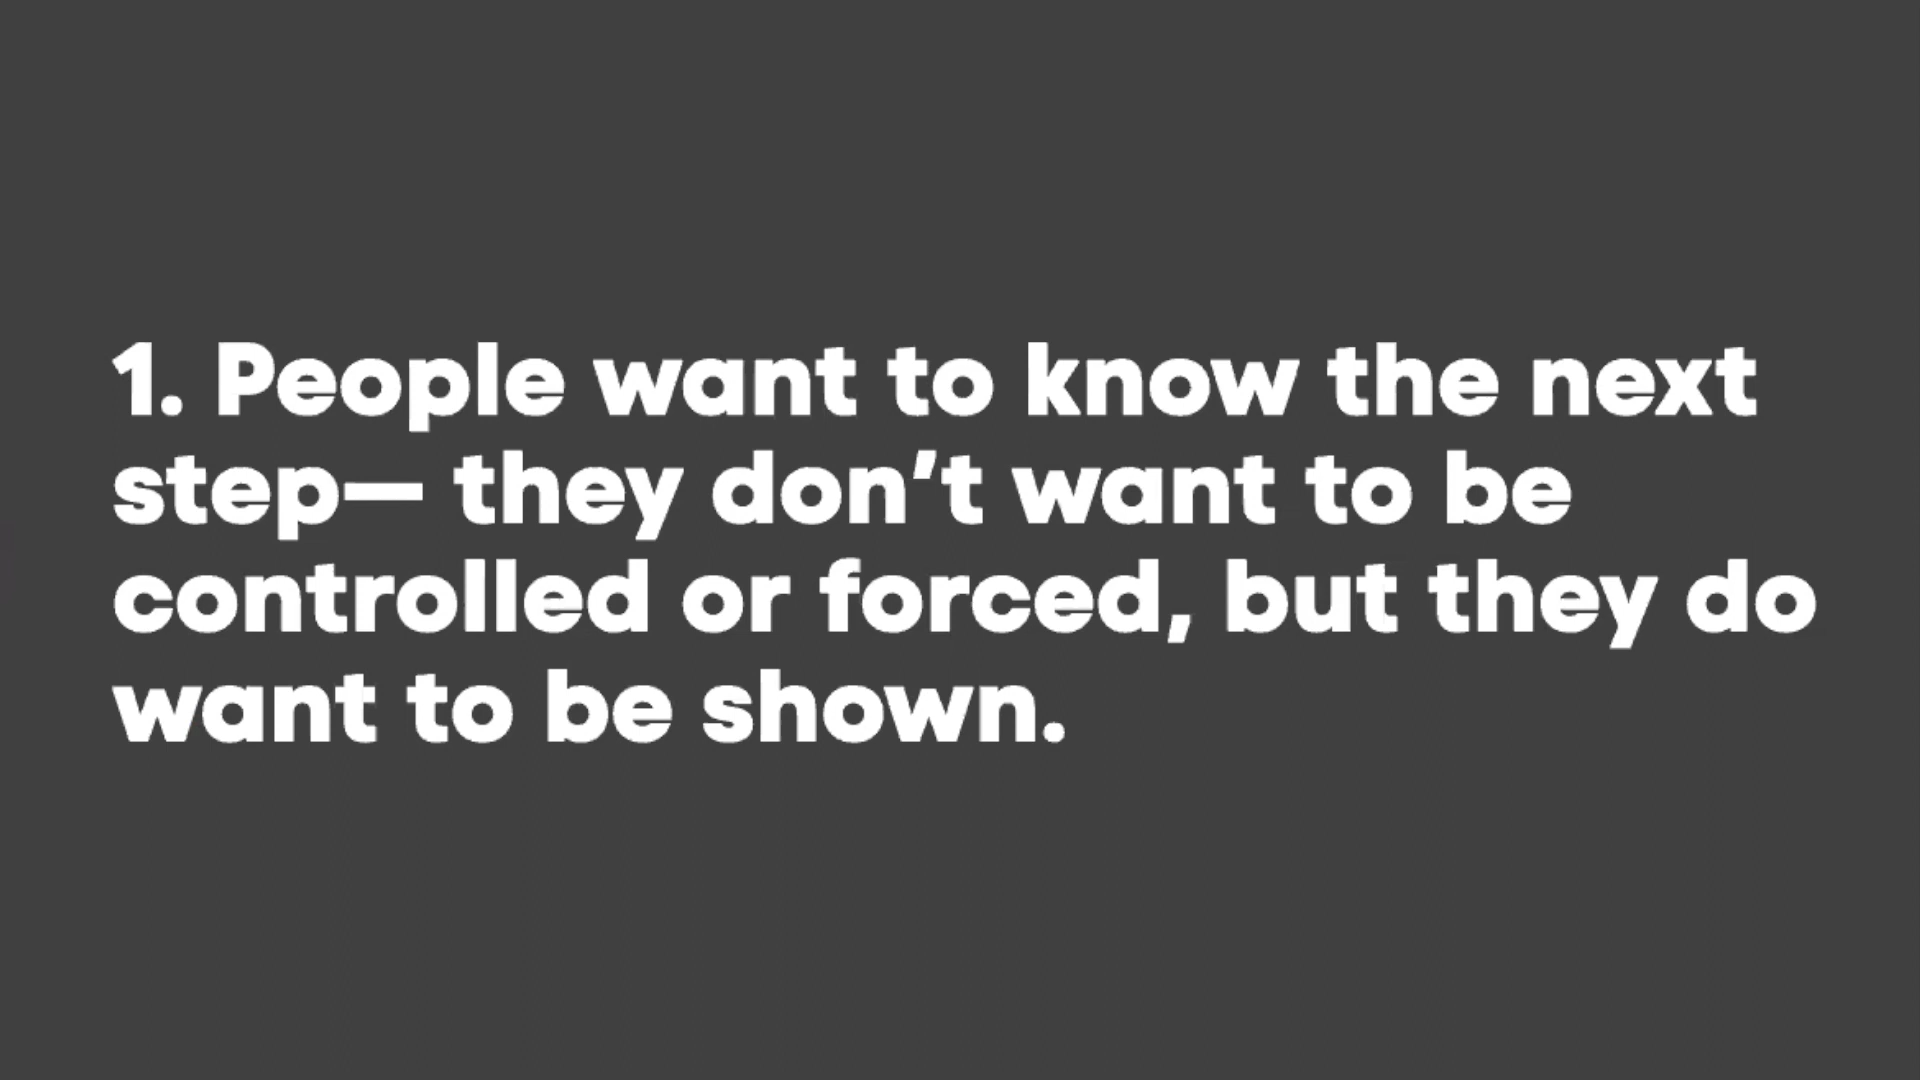 1. People want to know the next
step— they don’t want to be
controlled or forced, but they do
want to be shown.